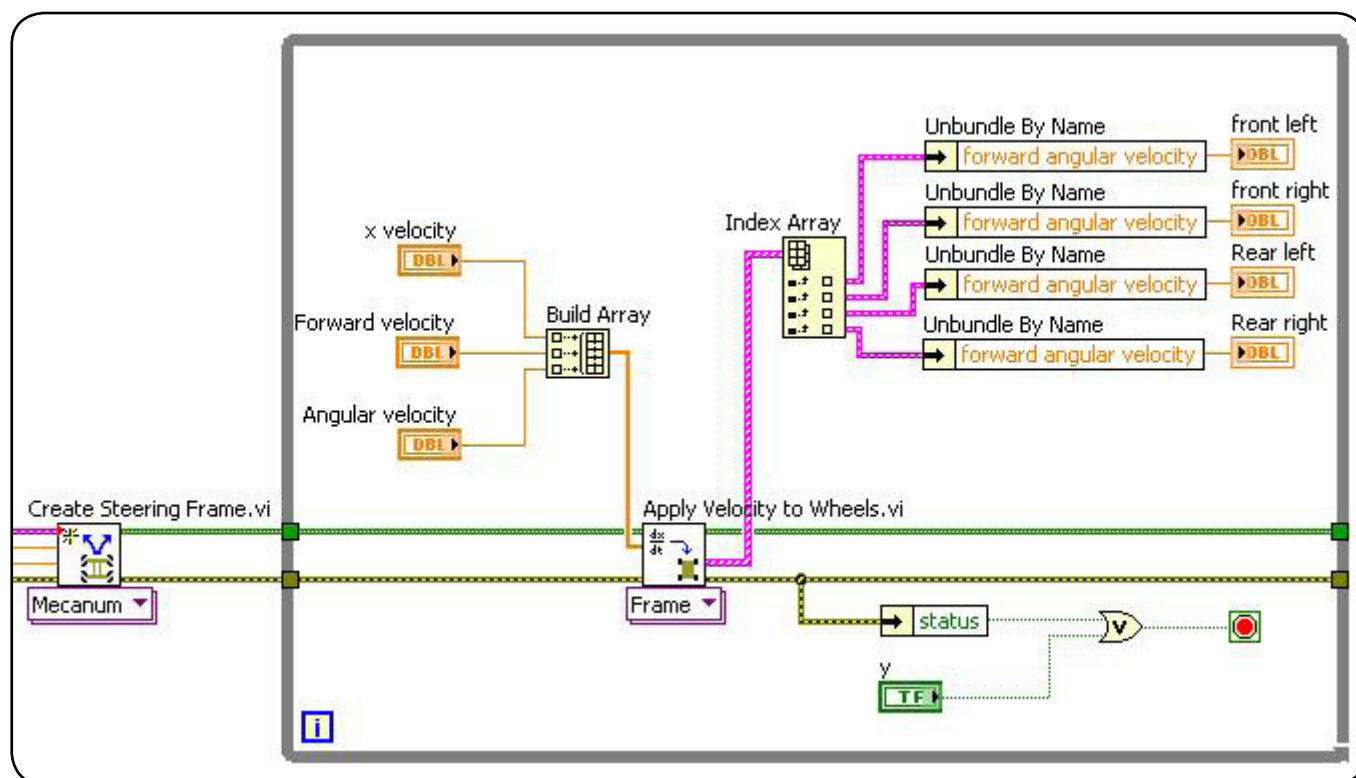 Unbundle By Name
front left
forward angular velocity
DBL
Unbundle By Name
front right
forward angular velocity
DBL
Index Array
x velocity
DBL
Unbundle By Name
Rear left
forward angular velocity
DBL
Build Array
Forward velocity
DBL
Unbundle By Name
Rear right
forward angular velocity
DBL
Angular velocity
DBL
Create Steering Frame.vi
Apply Velocity to Wheels.vi
dx
dt
Mecanum
Frame
status
V
y
TF
i